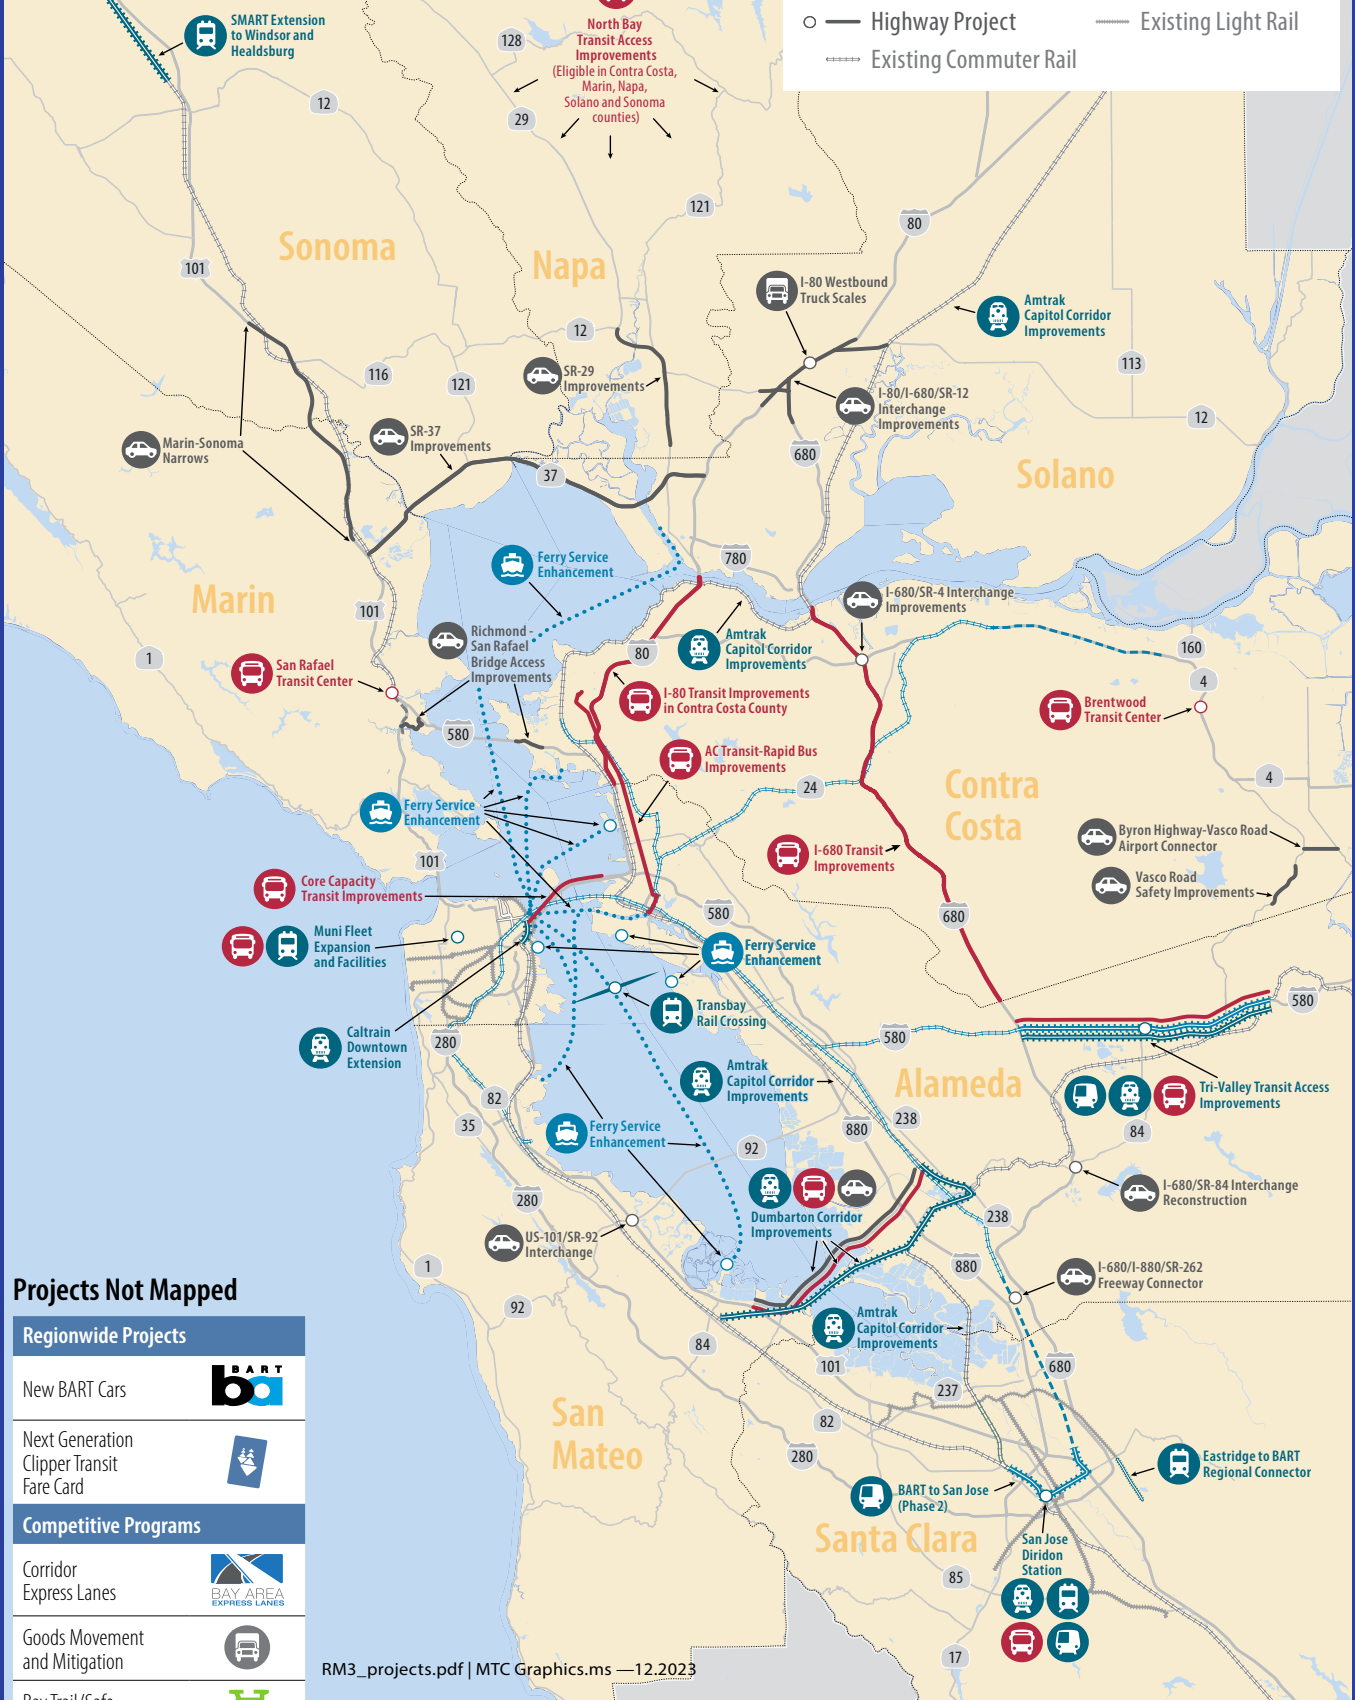 Highway Project
Existing Light Rail
Existing Commuter Rail
SMART Extension
to Windsor and
Healdsburg
North Bay
Transit Access
Improvements
(Eligible in Contra Costa,
Marin, Napa,
Solano and Sonoma
counties)
128
12
29
121
80
101
Sonoma
Napa
I-80 Westbound
Truck Scales
Amtrak
Capitol Corridor
Improvements
12
116
121
SR-29
Improvements
113
12
I-80/I-680/SR-12
Interchange
Improvements
SR-37
Improvements
Marin-Sonoma
Narrows
37
680
Solano
Ferry Service
Enhancement
780
Marin
101
I-680/SR-4 Interchange
Improvements
1
Richmond -
San Rafael
Bridge Access
Improvements
80
Amtrak
Capitol Corridor
Improvements
160
4
San Rafael
Transit Center
I-80 Transit Improvements
in Contra Costa County
Brentwood
Transit Center
580
AC Transit-Rapid Bus
Improvements
24
Contra
Costa
4
Ferry Service
Enhancement
Byron Highway-Vasco Road
Airport Connector
101
I-680 Transit
Improvements
Vasco Road
Safety Improvements
Core Capacity
Transit Improvements
580
680
Muni Fleet
Expansion
and Facilities
Ferry Service
Enhancement
Transbay
Rail Crossing
580
Caltrain
Downtown
Extension
280
580
Amtrak
Capitol Corridor
Improvements
Alameda
Tri-Valley Transit Access
Improvements
82
35
238
880
84
Ferry Service
Enhancement
92
280
Dumbarton Corridor
Improvements
I-680/SR-84 Interchange
Reconstruction
238
US-101/SR-92
Interchange
1
880
I-680/I-880/SR-262
Freeway Connector
92
84
Amtrak
Capitol Corridor
Improvements
101
680
237
82
San
Mateo
280
Eastridge to BART
Regional Connector
BART to San Jose
(Phase 2)
Santa Clara
San Jose
Diridon
Station
85
17
Projects Not Mapped
Regionwide Projects
New BART Cars
BART
ba
Next Generation
Clipper Transit
Fare Card
Competitive Programs
Corridor
Express Lanes
BAY AREA
EXPRESS LANES
Goods Movement
and Mitigation
RM3_projects.pdf | MTC Graphics.ms —12.2023